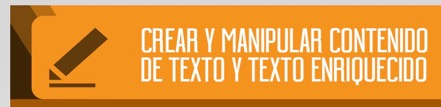 CREAR Y MANIPULAR CONTENIDO
DE TEXTO Y TEXTO ENRIQUECIDO